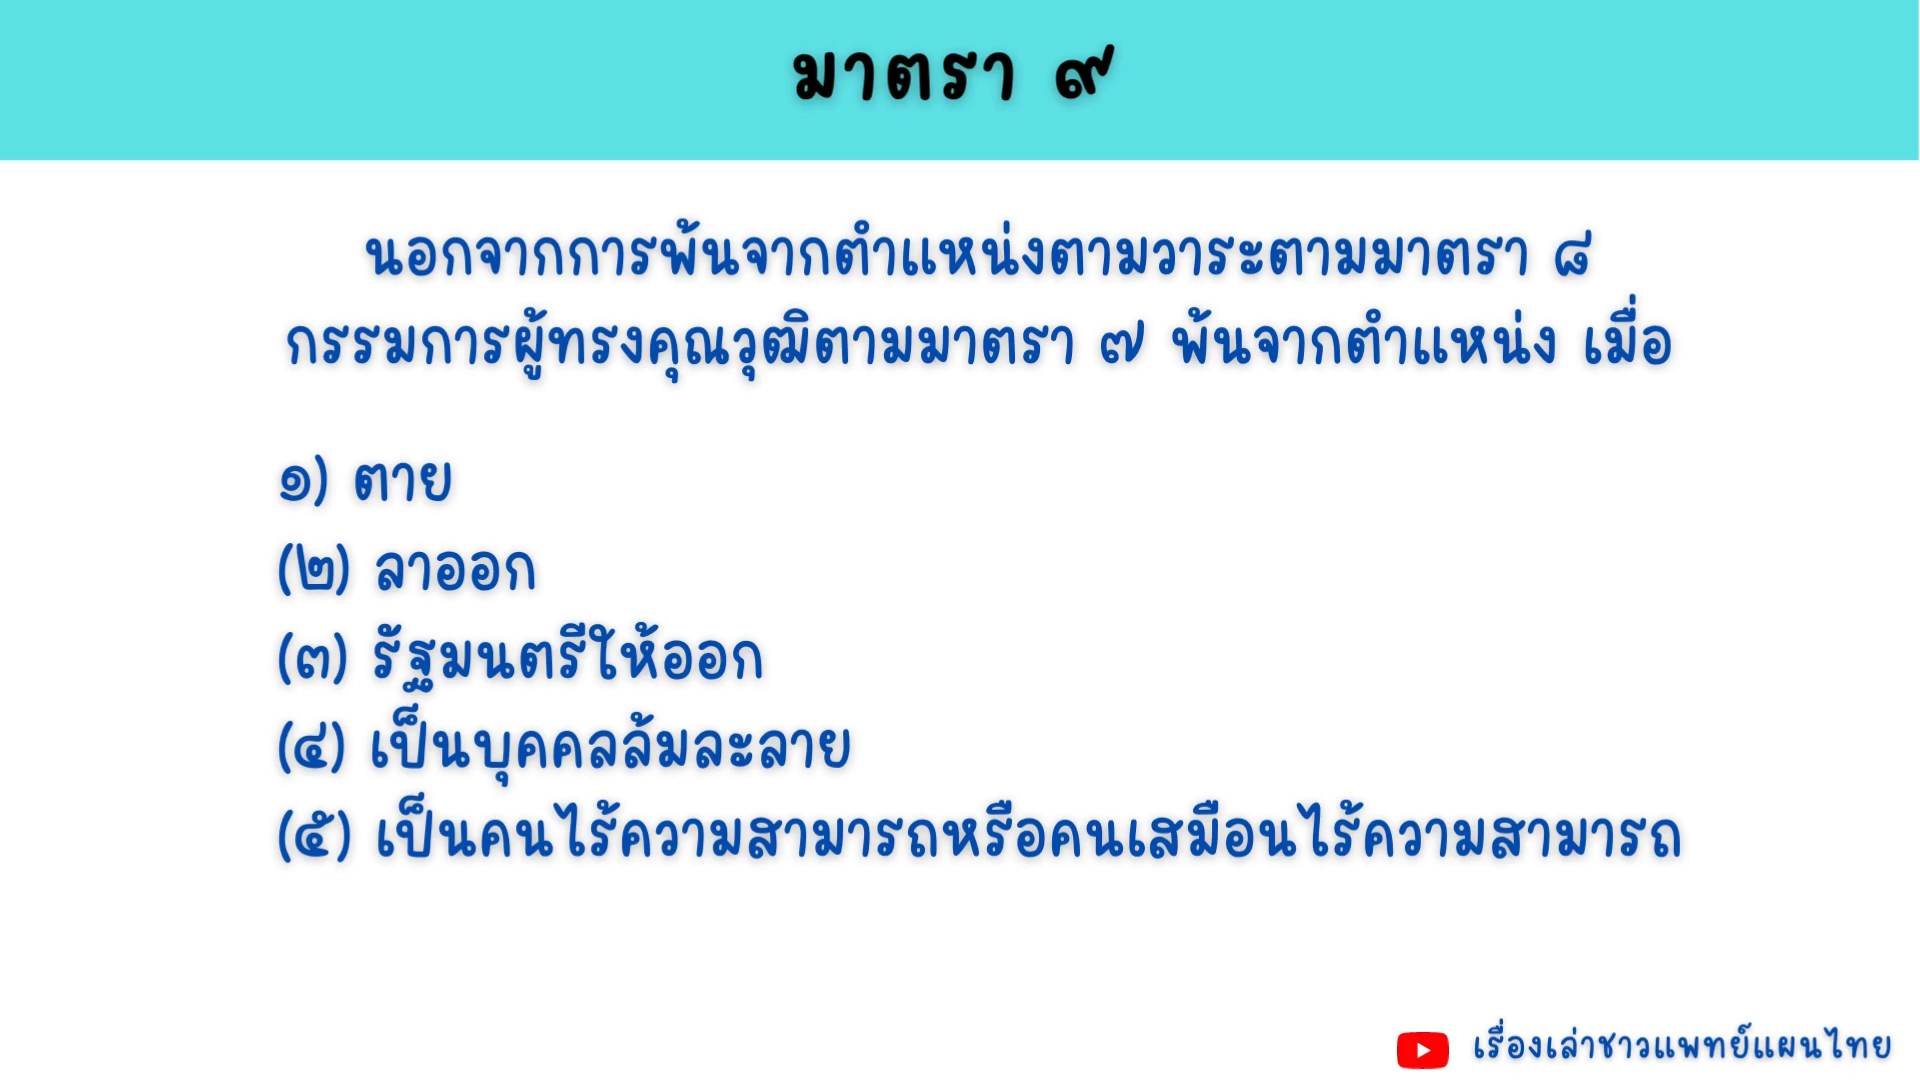 มาตรา ๙
นอกจากการพ้นจากตำแหน่งตามวาระตามมาตรา ๘
กรรมการผู้ทรงคุณวุฒิตามมาตรา ๗ พ้นจากตำแหน่ง เมื่อ
๑) ตาย
(๒) ลาออก
(๓) รัฐมนตรีให้ออก
(๔) เป็นบุคคลล้มละลาย
(๕) เป็นคนไร้ความสามารถหรือคนเสมือนไร้ความสามารถ
เรื่องเล่าชาวแพทย์แผนไทย